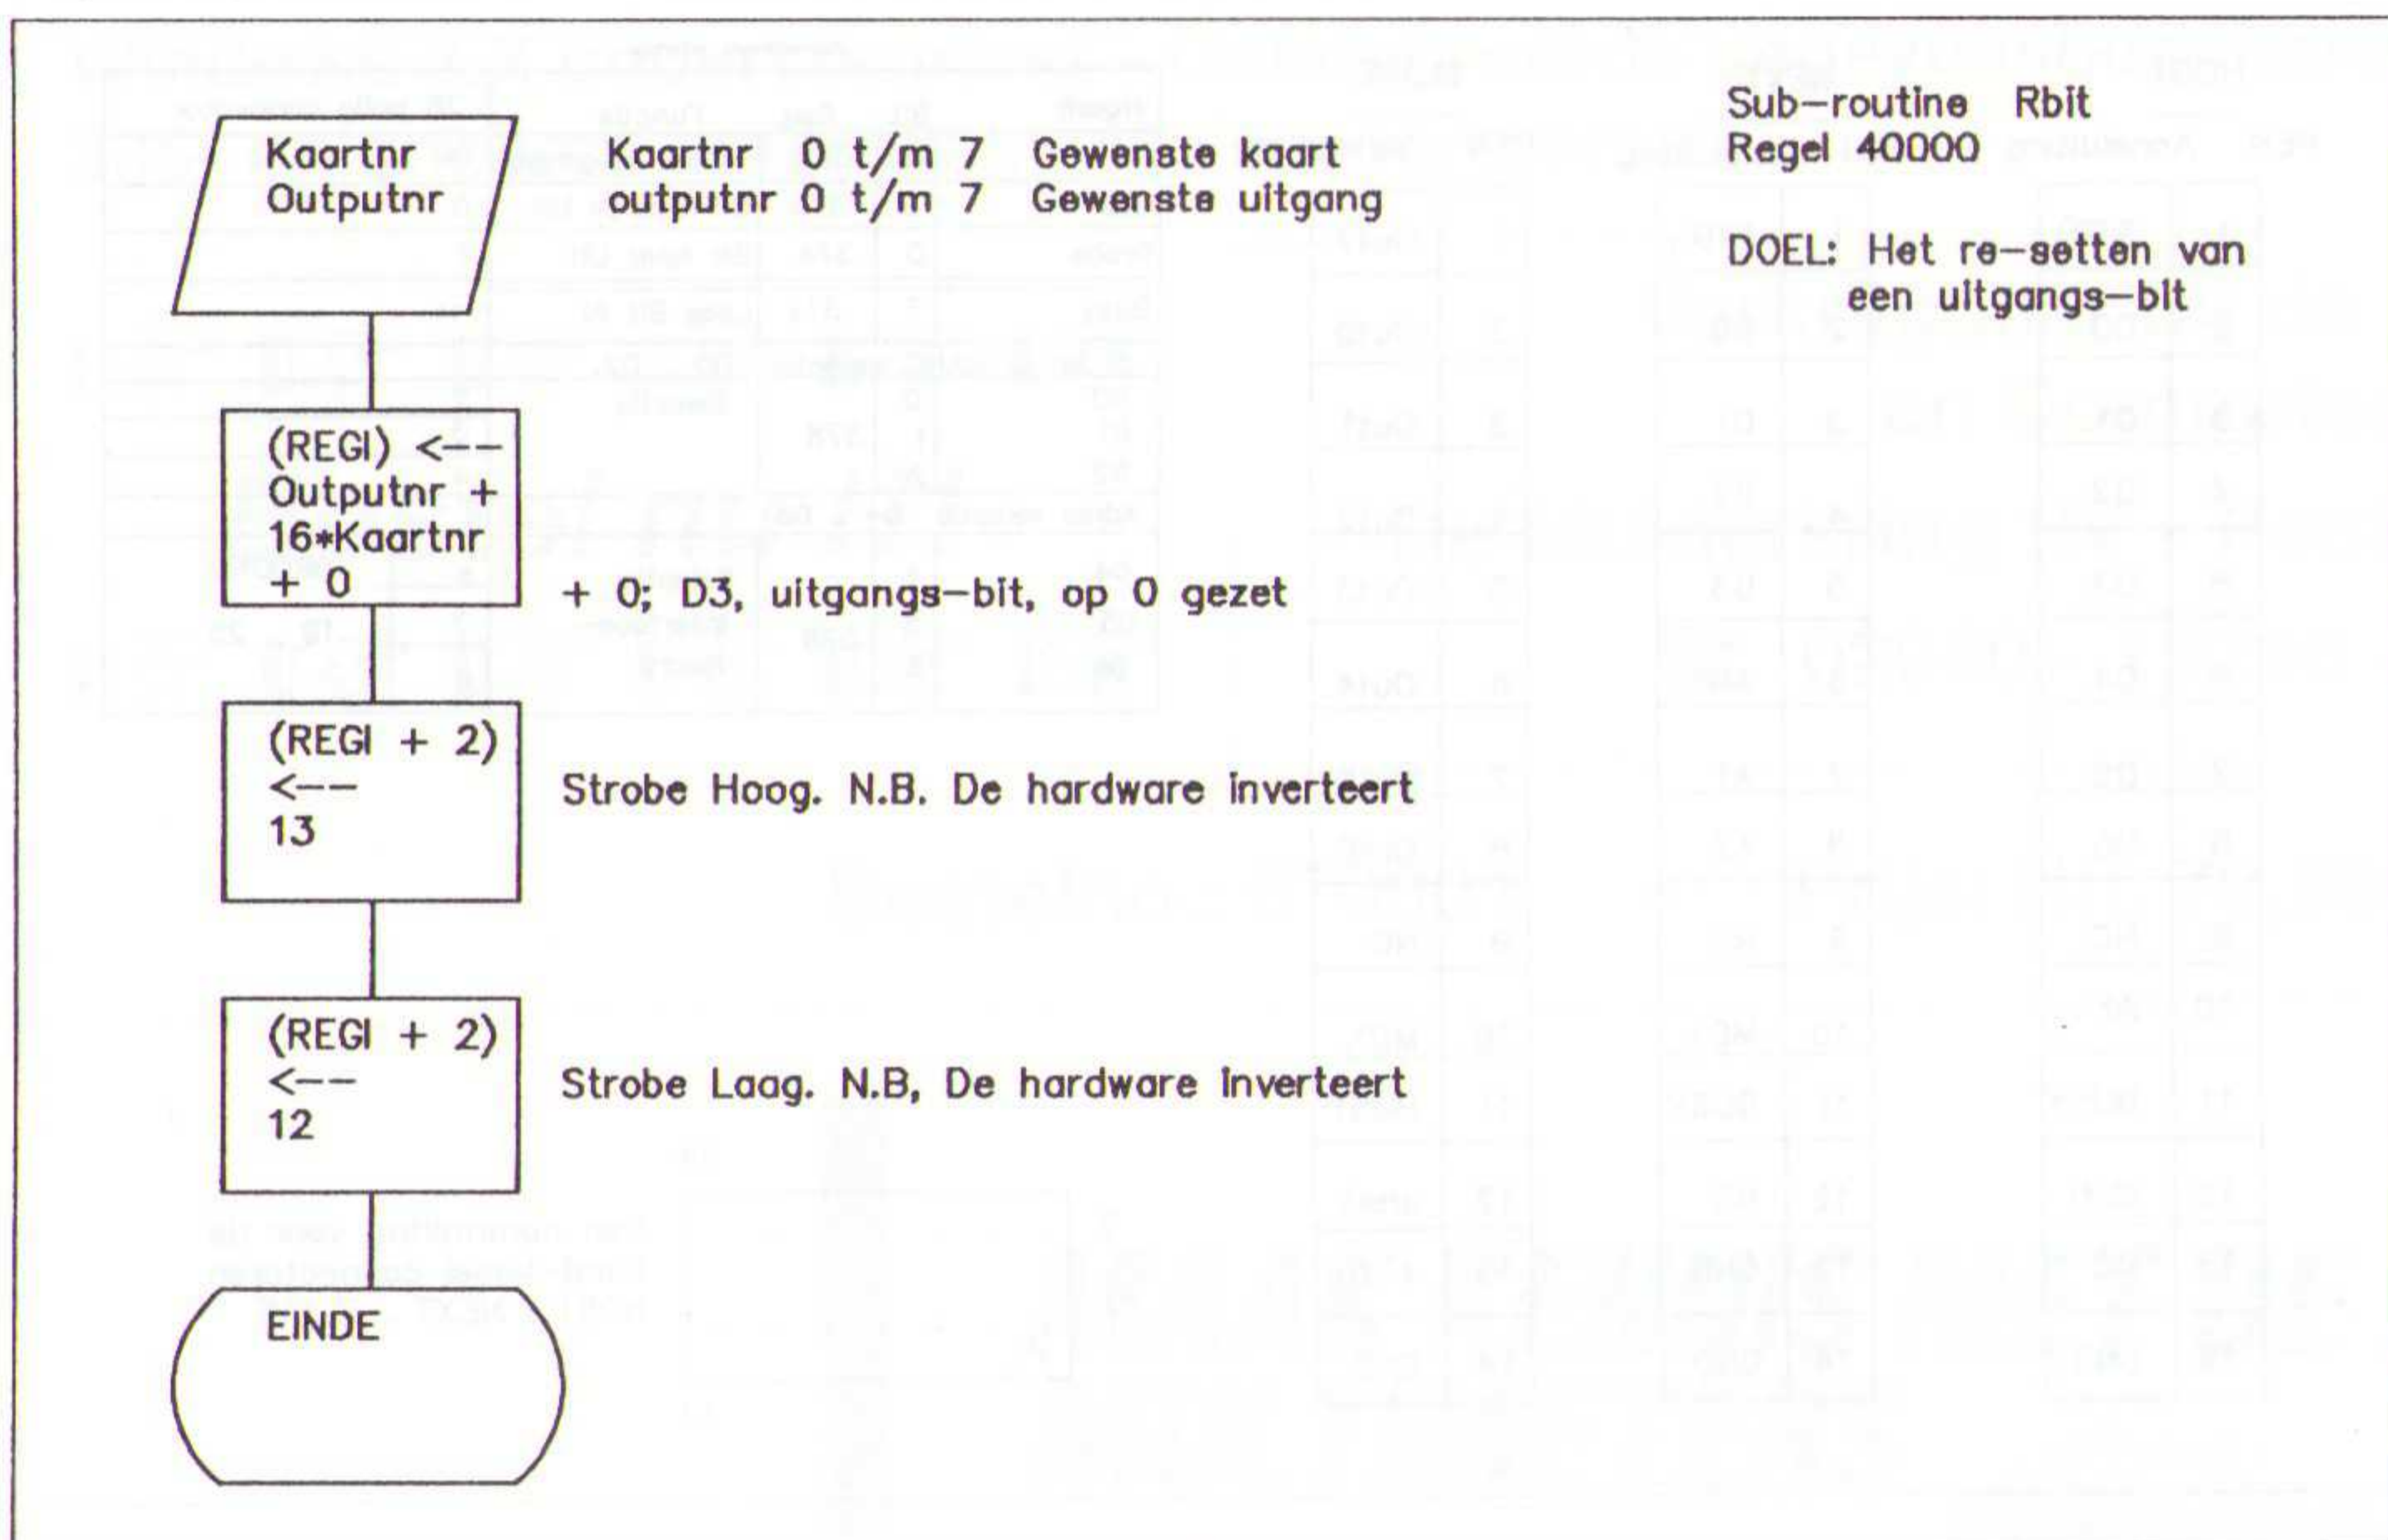 Kaartnr
Outputnr
Kaartnr 0 t/m 7 Gewenste kaart
outputnr 0 t/m 7 Gewenste uitgang
Sub-routine Rbit
Regel 40000
DOEL: Het re-setten van
een uitgangs-bit
(REGI) <--
Outputnr +
16*Kaartnr
+ 0
+ 0; D3, uitgangs-bit, op 0 gezet
(REGI + 2)
<--
13
Strobe Hoog. N.B. De hardware inverteert
(REGI + 2)
<--
12
Strobe Laag. N.B, De hardware inverteert
EINDE